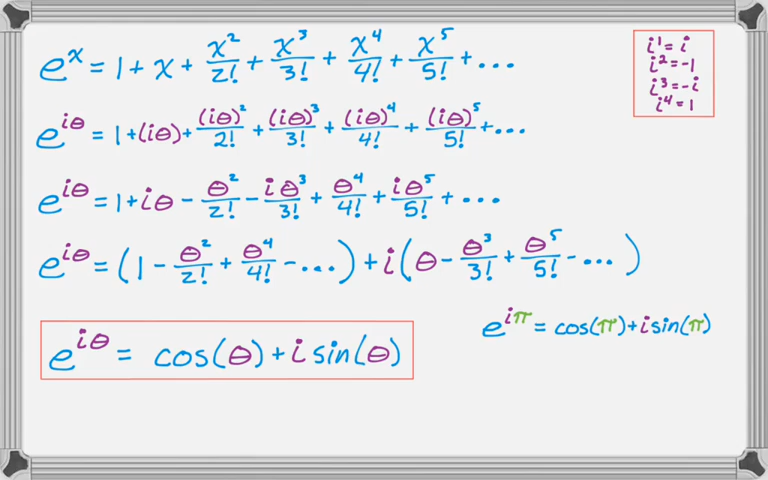 e^x = 1 + x + x^2/2! + x^3/3! + x^4/4! + x^5/5! + ...
i^1 = i
i^2 = -1
i^3 = -i
i^4 = 1
e^{iθ} = 1 + (iθ) + (iθ)^2/2! + (iθ)^3/3! + (iθ)^4/4! + (iθ)^5/5! + ...
e^{iθ} = 1 + iθ - θ^2/2! - iθ^3/3! + θ^4/4! + iθ^5/5! + ...
e^{iθ} = (1 - θ^2/2! + θ^4/4! - ...) + i(θ - θ^3/3! + θ^5/5! - ...)
e^{iθ} = cos(θ) + i sin(θ)
e^{iπ} = cos(π) + i sin(π)